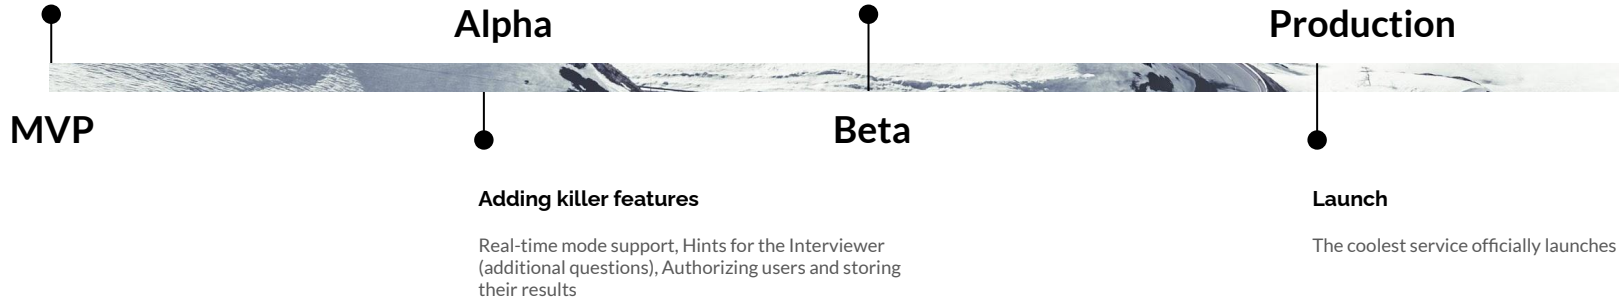 Alpha
Production
MVP
Beta
Adding killer features
Real-time mode support, Hints for the Interviewer
(additional questions), Authorizing users and storing
their results
Launch
The coolest service officially launches